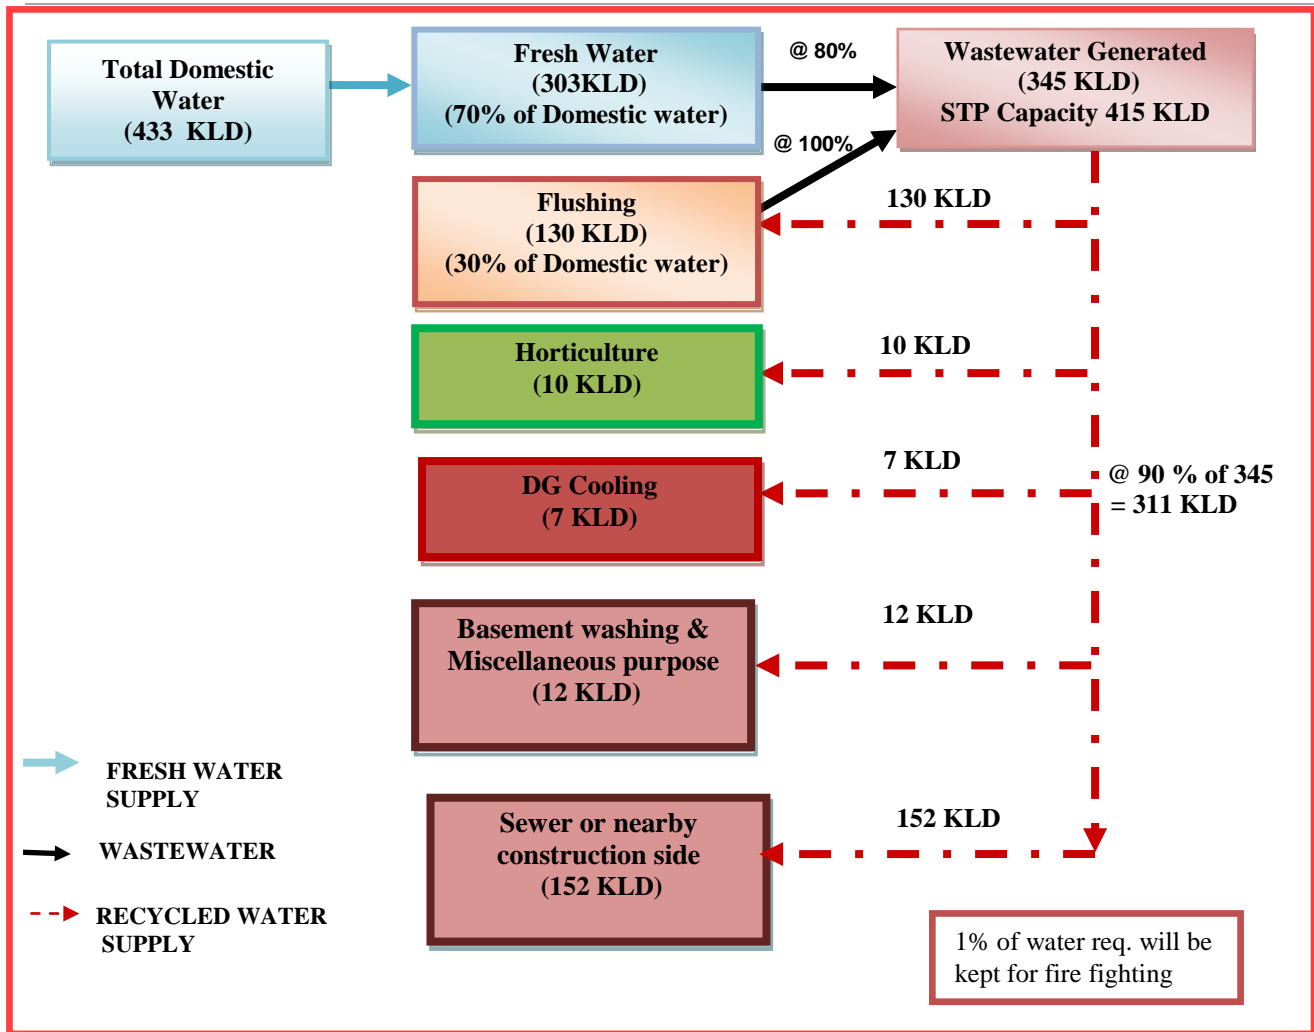 Total Domestic
Water
(433 KLD)
Fresh Water
(303KLD)
(70% of Domestic water)
@ 80%
@ 100%
Wastewater Generated
(345 KLD)
STP Capacity 415 KLD
Flushing
(130 KLD)
(30% of Domestic water)
130 KLD
Horticulture
(10 KLD)
10 KLD
DG Cooling
(7 KLD)
7 KLD
@ 90 % of 345
= 311 KLD
Basement washing &
Miscellaneous purpose
(12 KLD)
12 KLD
Sewer or nearby
construction side
(152 KLD)
152 KLD
FRESH WATER
SUPPLY
WASTEWATER
RECYCLED WATER
SUPPLY
1% of water req. will be
kept for fire fighting